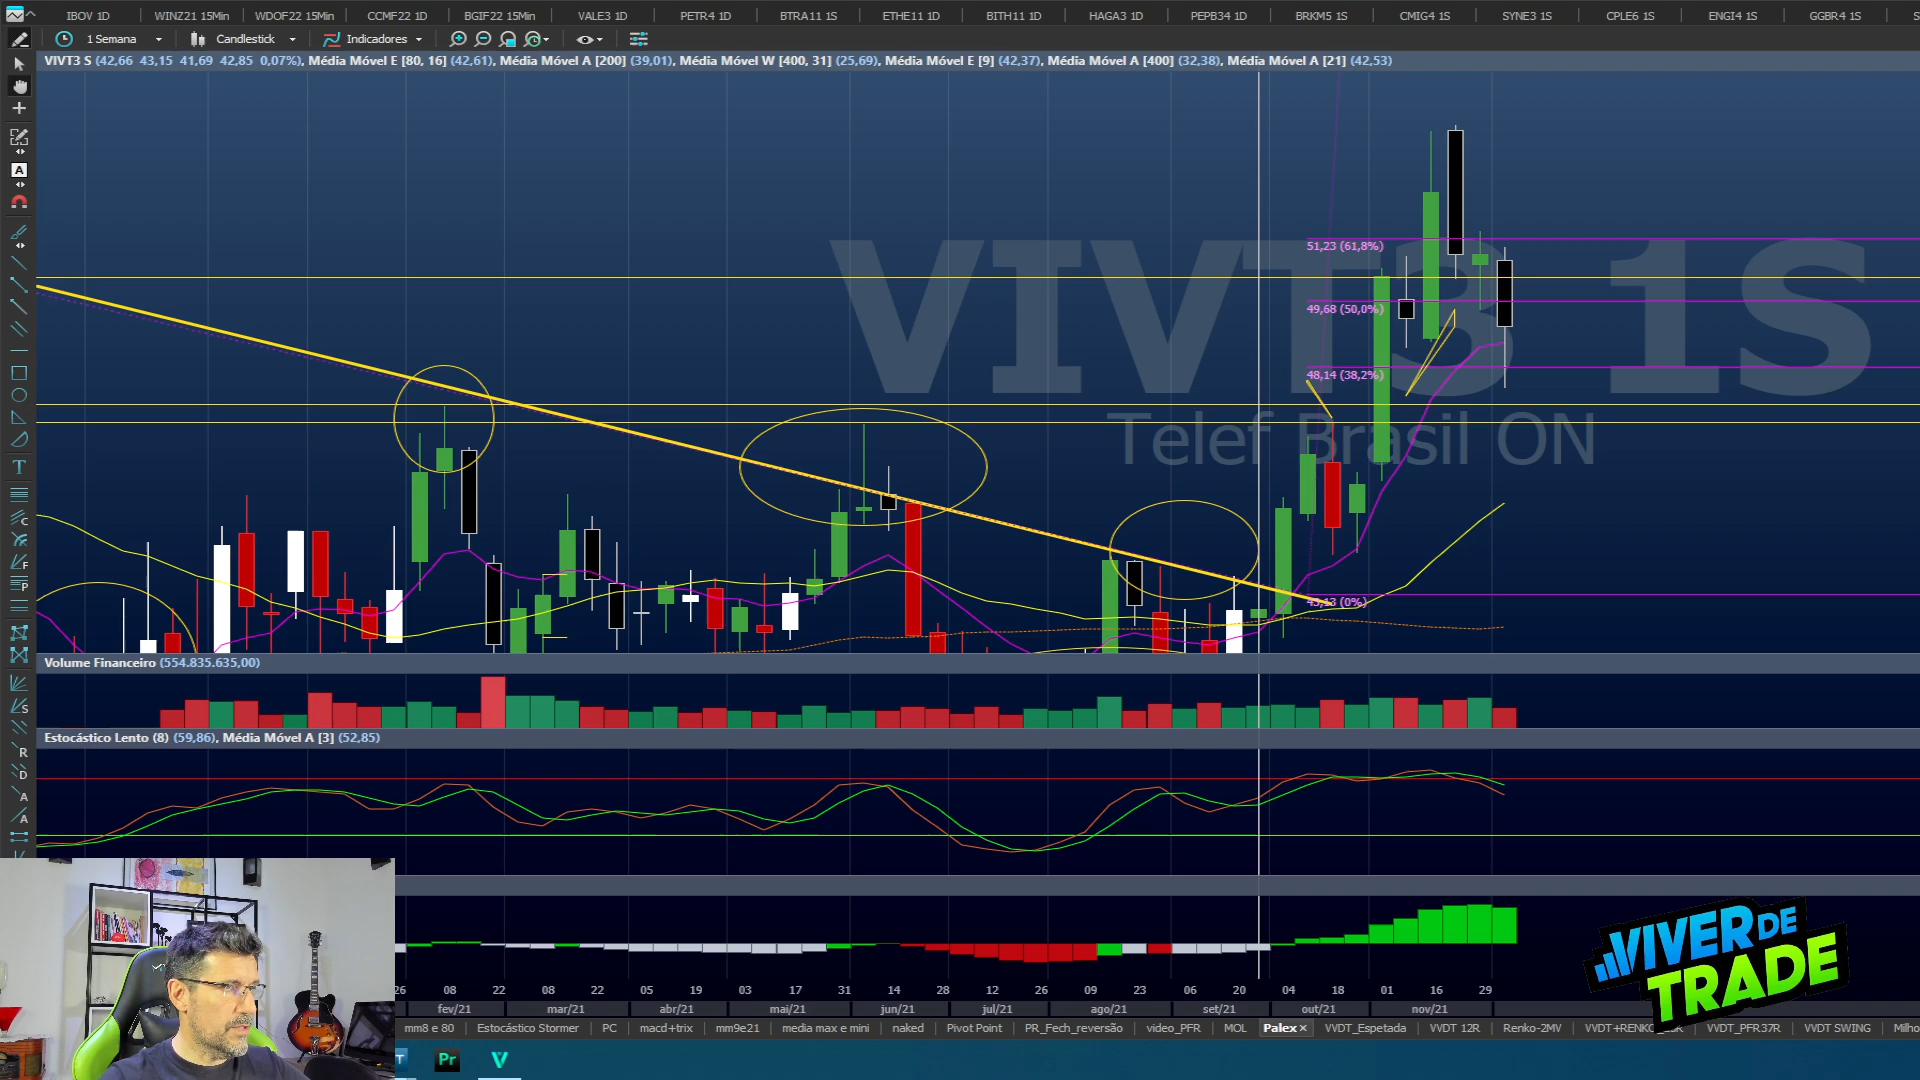 IBOV 1D WINZ21 15Min WDOF22 15Min CCMF22 1D BGIF22 15Min VALE3 1D PETR4 1D BTRA11 1S ETHE11 1D BITH11 1D HAGA3 1D PEPB34 1D BRKM5 1S CMIG4 1S SYNE3 1S CPLE6 1S ENGI4 1S GGBR4 1S
1 Semana Candlestick Indicadores
VIVT3 S (42,66 43,15 41,69 42,85 0,07%), Média Móvel E [80, 16] (42,61), Média Móvel A [200] (39,01), Média Móvel W [400, 31] (25,69), Média Móvel E [9] (42,37), Média Móvel A [400] (32,38), Média Móvel A [21] (42,53)
VIVT3 1S
Telef Brasil ON
51,23 (61,8%)
49,68 (50,0%)
48,14 (38,2%)
43,13 (0%)
Volume Financeiro (554.835.635,00)
Estocástico Lento (8) (59,86), Média Móvel A [3] (52,85)
26 08 22 08 22 05 19 03 17 31 14 28 12 26 09 23 06 20 04 18 01 16 29
fev/21 mar/21 abr/21 mai/21 jun/21 jul/21 ago/21 set/21 out/21 nov/21
mm8 e 80 Estocástico Stormer PC macd+trix mm9e21 media max e mini naked Pivot Point PR_Fech_reversão video_PFR MOL Palex VVDT_Espetada VVDT 12R Renko-2MV VVDT_PFR37R VVDT SWING Milho
VIVER DE
TRADE
Pr
V